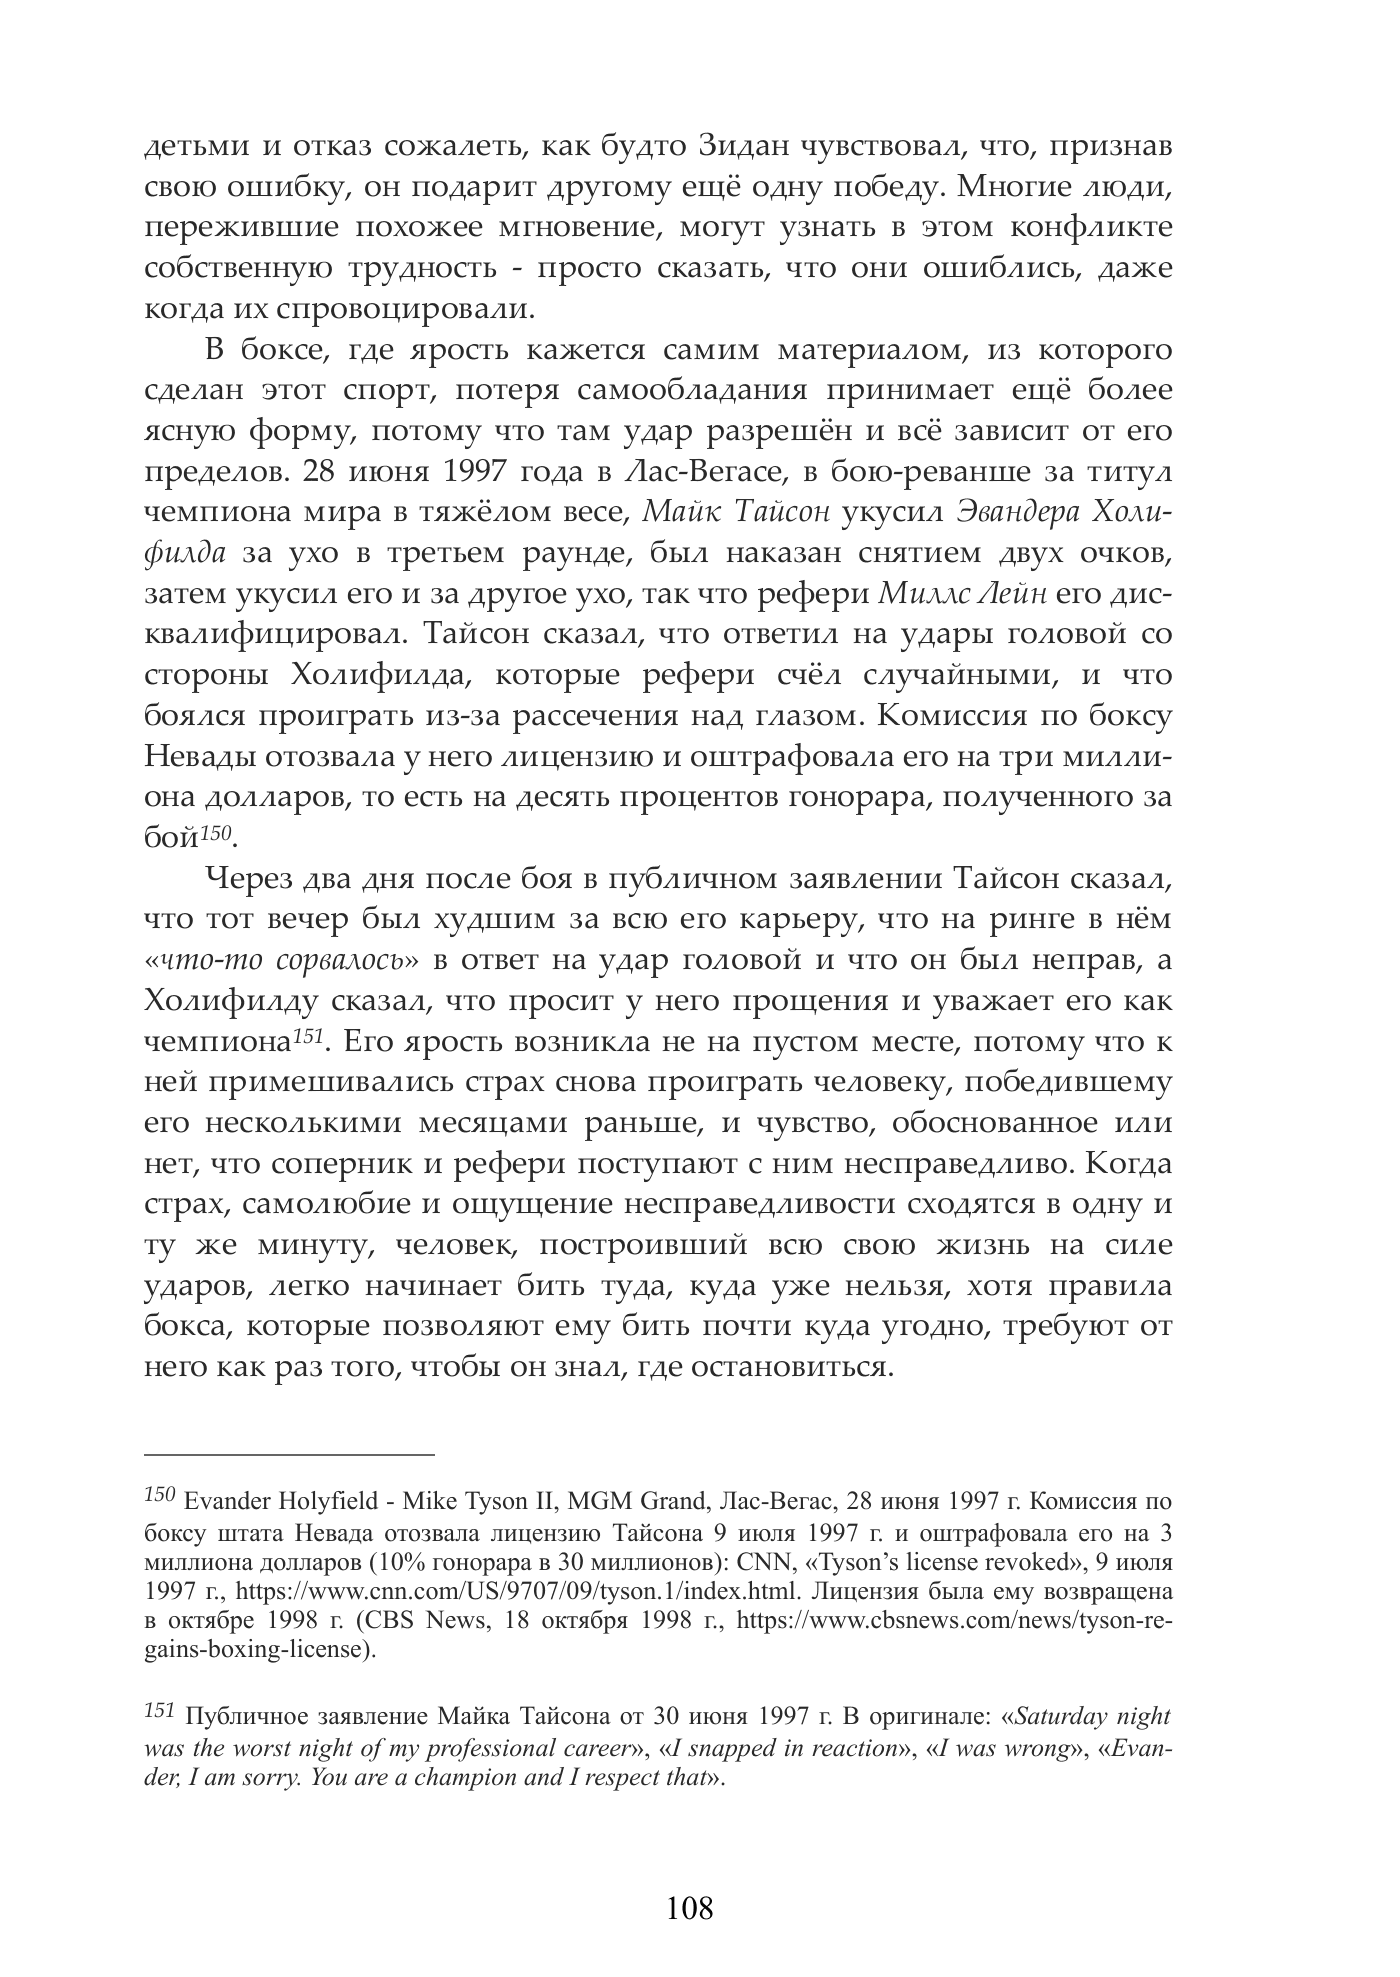 детьми и отказ сожалеть, как будто Зидан чувствовал, что, признав
свою ошибку, он подарит другому ещё одну победу. Многие люди,
пережившие похожее мгновение, могут узнать в этом конфликте
собственную трудность - просто сказать, что они ошиблись, даже
когда их спровоцировали.
В боксе, где ярость кажется самим материалом, из которого
сделан этот спорт, потеря самообладания принимает ещё более
ясную форму, потому что там удар разрешён и всё зависит от его
пределов. 28 июня 1997 года в Лас-Вегасе, в бою-реванше за титул
чемпиона мира в тяжёлом весе, Майк Тайсон укусил Эвандера Холи-
филда за ухо в третьем раунде, был наказан снятием двух очков,
затем укусил его и за другое ухо, так что рефери Миллс Лейн его дис-
квалифицировал. Тайсон сказал, что ответил на удары головой со
стороны Холифилда, которые рефери счёл случайными, и что
боялся проиграть из-за рассечения над глазом. Комиссия по боксу
Невады отозвала у него лицензию и оштрафовала его на три милли-
она долларов, то есть на десять процентов гонорара, полученного за
бой150.
Через два дня после боя в публичном заявлении Тайсон сказал,
что тот вечер был худшим за всю его карьеру, что на ринге в нём
«что-то сорвалось» в ответ на удар головой и что он был неправ, а
Холифилду сказал, что просит у него прощения и уважает его как
чемпиона151. Его ярость возникла не на пустом месте, потому что к
ней примешивались страх снова проиграть человеку, победившему
его несколькими месяцами раньше, и чувство, обоснованное или
нет, что соперник и рефери поступают с ним несправедливо. Когда
страх, самолюбие и ощущение несправедливости сходятся в одну и
ту же минуту, человек, построивший всю свою жизнь на силе
ударов, легко начинает бить туда, куда уже нельзя, хотя правила
бокса, которые позволяют ему бить почти куда угодно, требуют от
него как раз того, чтобы он знал, где остановиться.
150 Evander Holyfield - Mike Tyson II, MGM Grand, Лас-Вегас, 28 июня 1997 г. Комиссия по
боксу штата Невада отозвала лицензию Тайсона 9 июля 1997 г. и оштрафовала его на 3
миллиона долларов (10% гонорара в 30 миллионов): CNN, «Tyson’s license revoked», 9 июля
1997 г., https://www.cnn.com/US/9707/09/tyson.1/index.html. Лицензия была ему возвращена
в октябре 1998 г. (CBS News, 18 октября 1998 г., https://www.cbsnews.com/news/tyson-re-
gains-boxing-license).
151 Публичное заявление Майка Тайсона от 30 июня 1997 г. В оригинале: «Saturday night
was the worst night of my professional career», «I snapped in reaction», «I was wrong», «Evan-
der, I am sorry. You are a champion and I respect that».
108